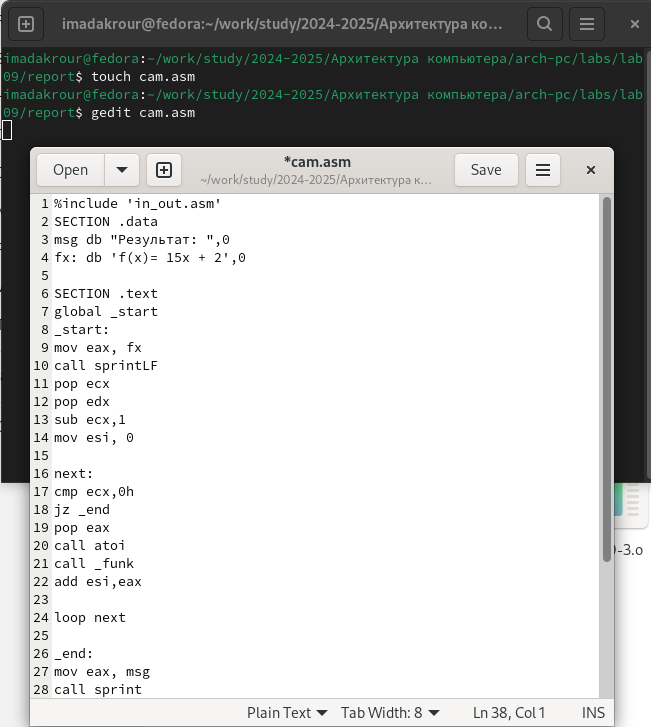 imadakrour@fedora:~/work/study/2024-2025/Архитектура ко...
imadakrour@fedora:~/work/study/2024-2025/Архитектура компьютера/arch-pc/labs/lab
09/report$ touch cam.asm
imadakrour@fedora:~/work/study/2024-2025/Архитектура компьютера/arch-pc/labs/lab
09/report$ gedit cam.asm
Open
*cam.asm
~/work/study/2024-2025/Архитектура к...
Save
1 %include 'in_out.asm'
2 SECTION .data
3 msg db "Результат: ",0
4 fx: db 'f(x)= 15x + 2',0
5
6 SECTION .text
7 global _start
8 _start:
9 mov eax, fx
10 call sprintLF
11 pop ecx
12 pop edx
13 sub ecx,1
14 mov esi, 0
15
16 next:
17 cmp ecx,0h
18 jz _end
19 pop eax
20 call atoi
21 call _funk
22 add esi,eax
23
24 loop next
25
26 _end:
27 mov eax, msg
28 call sprint
-3.o
Plain Text Tab Width: 8 Ln 38, Col 1 INS